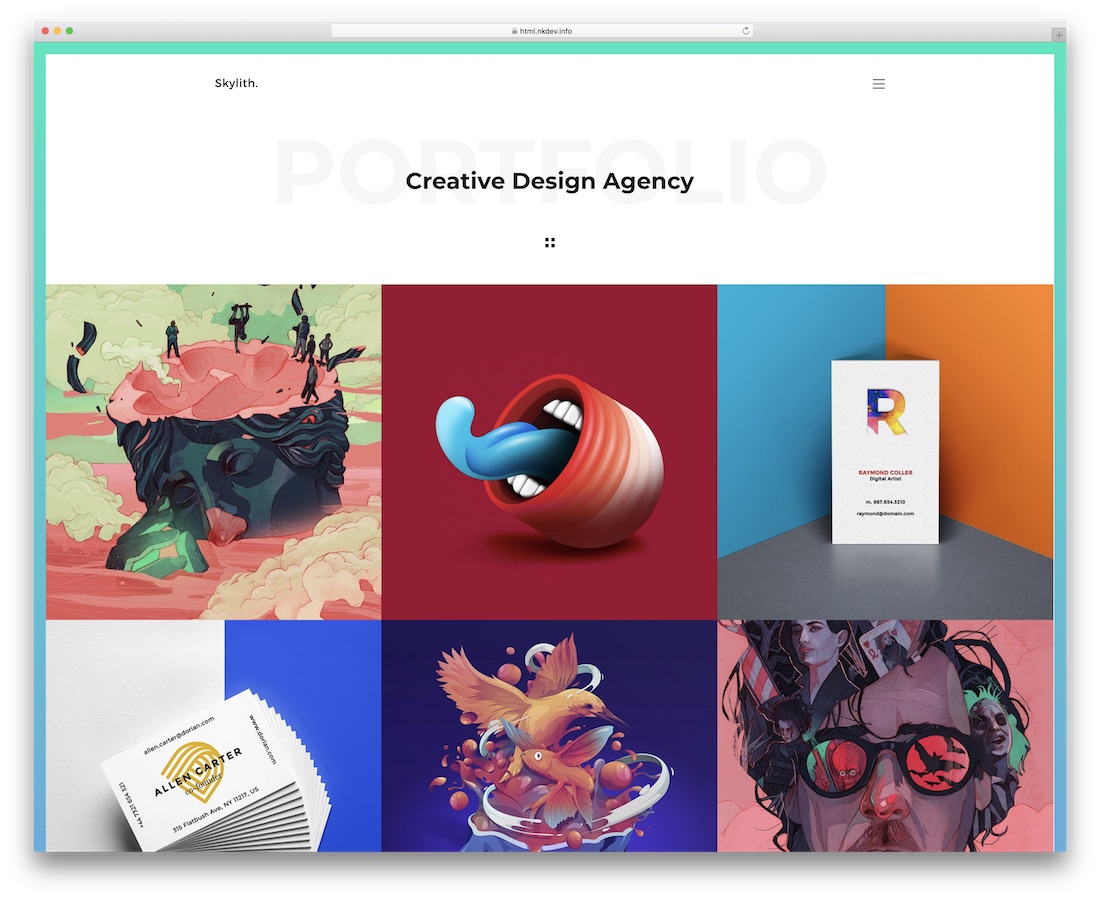 html.nkdev.info
Skylith.
PORTFOLIO
Creative Design Agency
R
RAYMOND COLLER
Digital Artist
m. 987.654.3210
raymond@domain.com
allen.carter@dorian.com
www.dorian.com
ALLEN CARTER
co-founder
+44 7321 654 321
315 Flatbush Ave, NY 11217, US